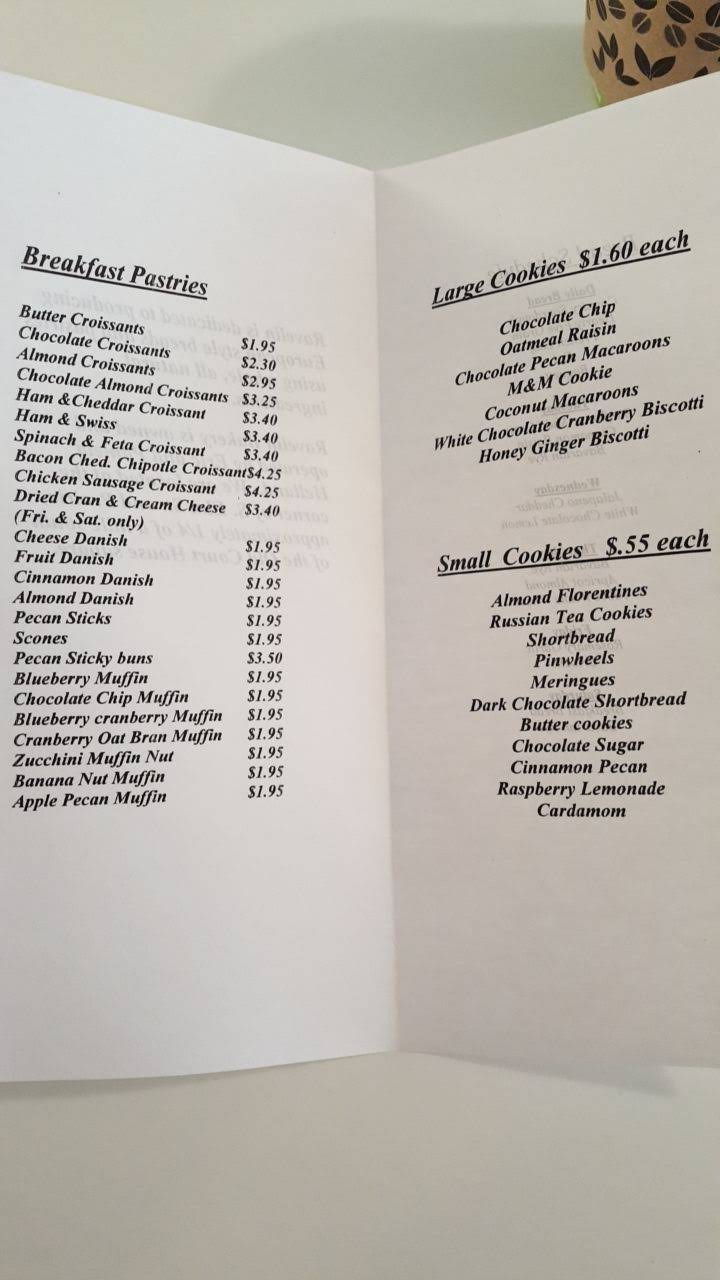 Breakfast Pastries
Butter Croissants $1.95
Chocolate Croissants $2.30
Almond Croissants $2.95
Chocolate Almond Croissants $3.25
Ham &Cheddar Croissant $3.40
Ham & Swiss $3.40
Spinach & Feta Croissant $3.40
Bacon Ched. Chipotle Croissant$4.25
Chicken Sausage Croissant $4.25
Dried Cran & Cream Cheese $3.40
(Fri. & Sat. only)
Cheese Danish $1.95
Fruit Danish $1.95
Cinnamon Danish $1.95
Almond Danish $1.95
Pecan Sticks $1.95
Scones $1.95
Pecan Sticky buns $3.50
Blueberry Muffin $1.95
Chocolate Chip Muffin $1.95
Blueberry cranberry Muffin $1.95
Cranberry Oat Bran Muffin $1.95
Zucchini Muffin Nut $1.95
Banana Nut Muffin $1.95
Apple Pecan Muffin $1.95
Large Cookies $1.60 each
Chocolate Chip
Oatmeal Raisin
Chocolate Pecan Macaroons
M&M Cookie
Coconut Macaroons
White Chocolate Cranberry Biscotti
Honey Ginger Biscotti
Small Cookies $.55 each
Almond Florentines
Russian Tea Cookies
Shortbread
Pinwheels
Meringues
Dark Chocolate Shortbread
Butter cookies
Chocolate Sugar
Cinnamon Pecan
Raspberry Lemonade
Cardamom